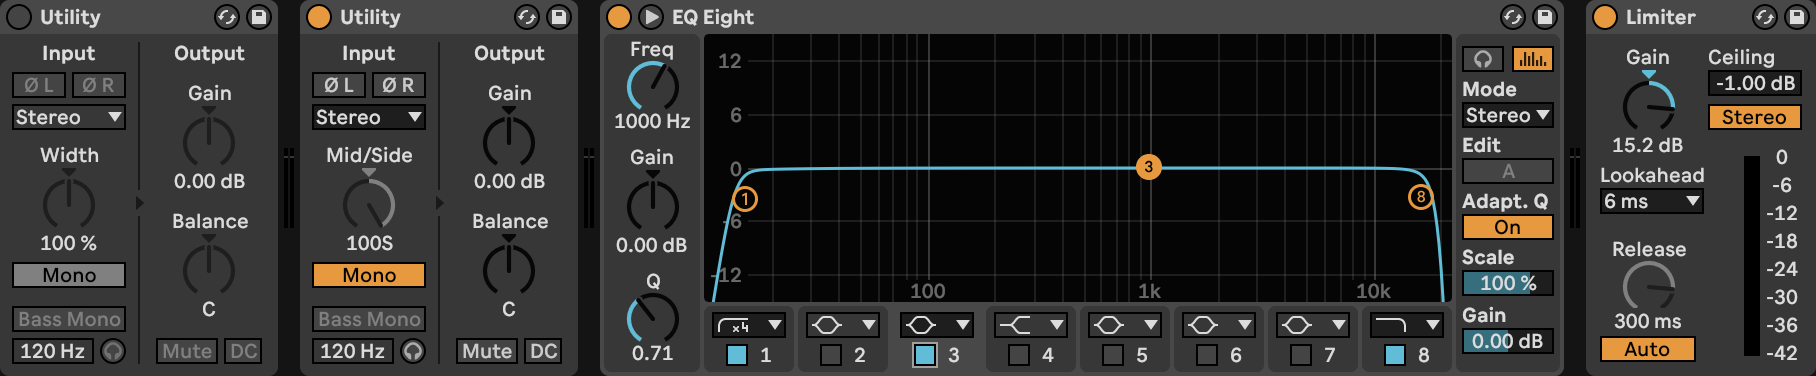 Utility
Input
Output
Ø L
Ø R
Gain
Stereo
Width
0.00 dB
Balance
100 %
Mono
C
Bass Mono
120 Hz
Mute
DC
Utility
Input
Output
Ø L
Ø R
Gain
Stereo
Mid/Side
0.00 dB
Balance
100S
Mono
C
Bass Mono
120 Hz
Mute
DC
EQ Eight
Freq
1000 Hz
Gain
0.00 dB
Q
0.71
12
6
0
-6
-12
100
1k
10k
1
3
8
x4
1
2
3
4
5
6
7
8
Mode
Stereo
Edit
A
Adapt. Q
On
Scale
100 %
Gain
0.00 dB
Limiter
Gain
Ceiling
-1.00 dB
Stereo
15.2 dB
Lookahead
6 ms
Release
300 ms
Auto
0
-6
-12
-18
-24
-30
-36
-42